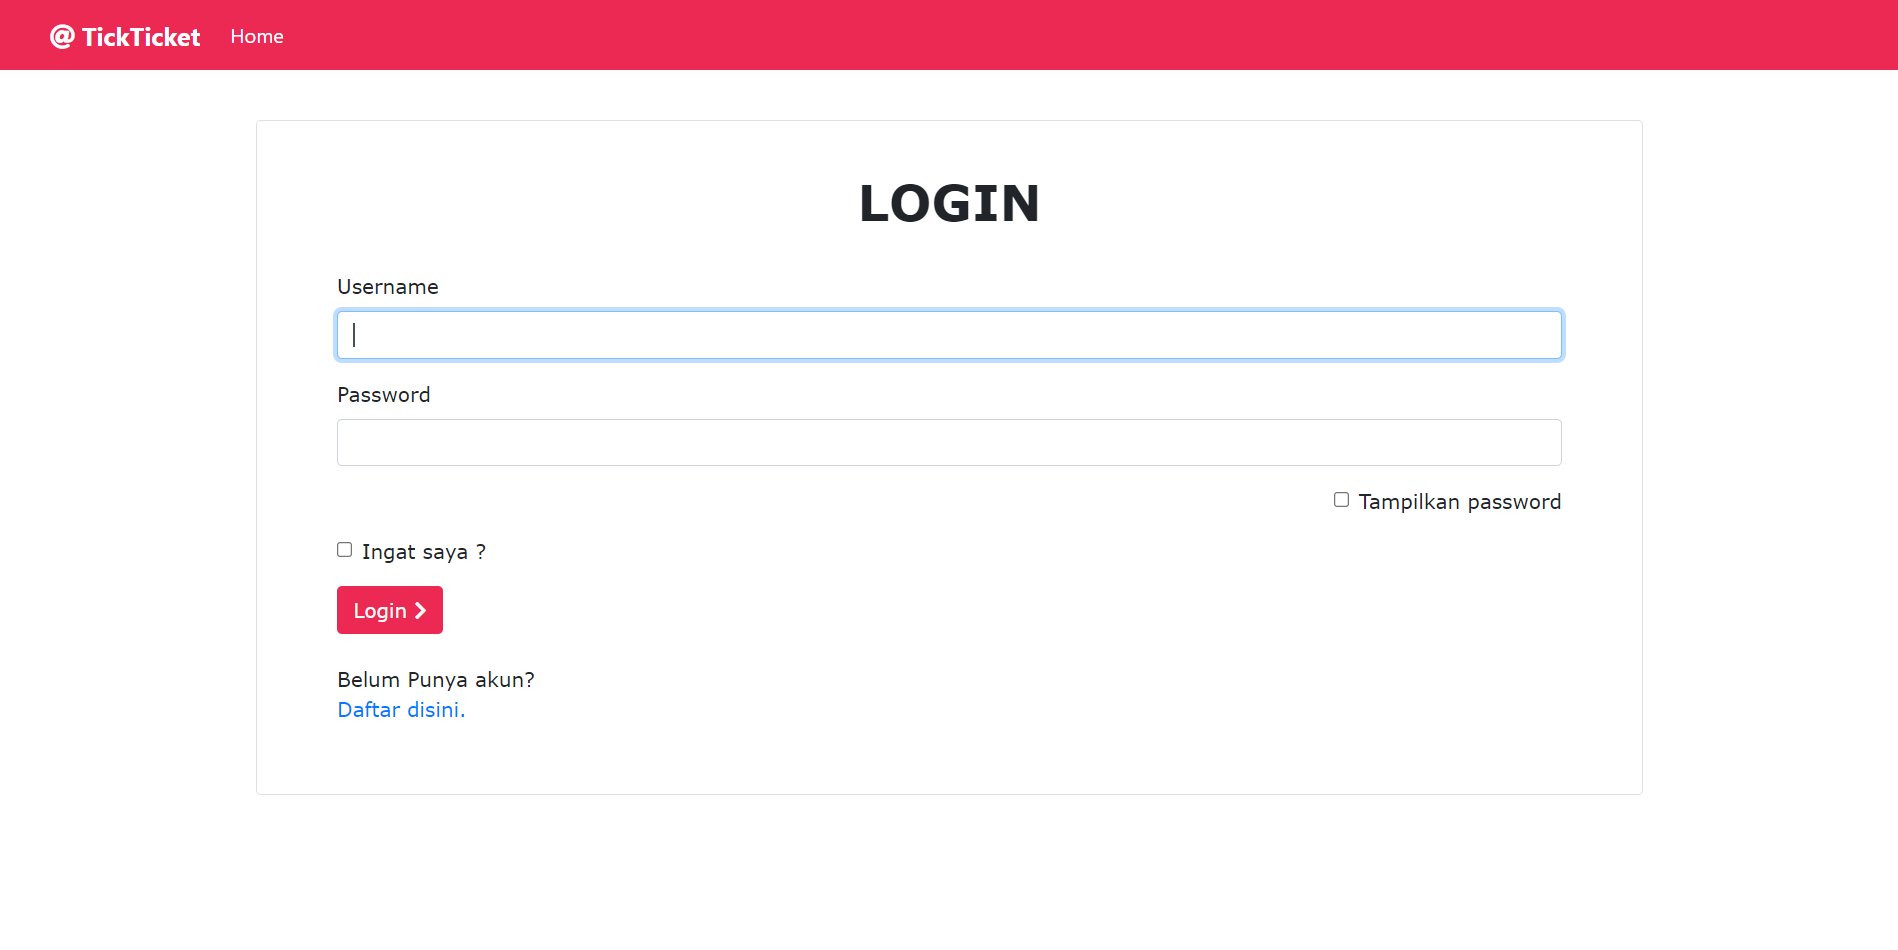 @ TickTicket Home
LOGIN
Username
Password
Tampilkan password
Ingat saya ?
Login
Belum Punya akun?
Daftar disini.